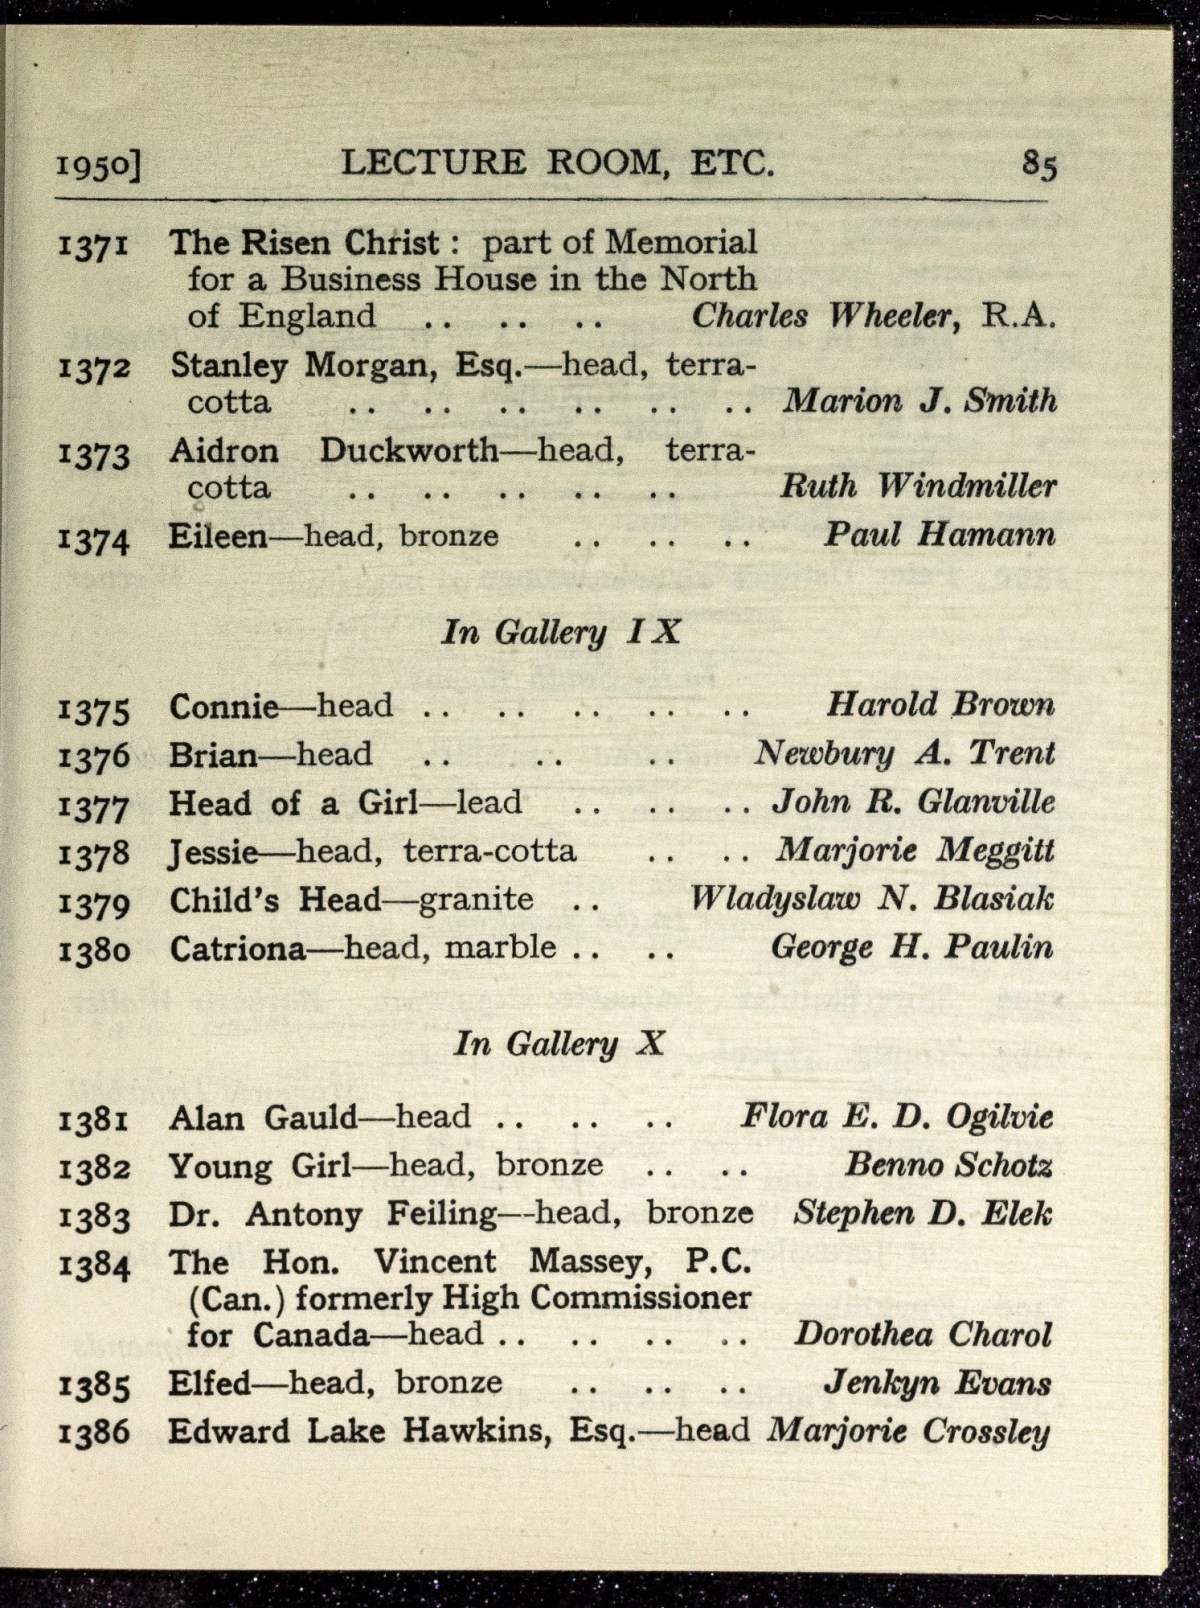 1950] LECTURE ROOM, ETC. 85
1371 The Risen Christ : part of Memorial
for a Business House in the North
of England .. .. .. Charles Wheeler, R.A.
1372 Stanley Morgan, Esq.—head, terra-
cotta .. .. .. .. .. .. Marion J. Smith
1373 Aidron Duckworth—head, terra-
cotta .. .. .. .. .. Ruth Windmiller
1374 Eileen—head, bronze .. .. .. Paul Hamann
In Gallery IX
1375 Connie—head .. .. .. .. .. Harold Brown
1376 Brian—head .. .. .. Newbury A. Trent
1377 Head of a Girl—lead .. .. .. John R. Glanville
1378 Jessie—head, terra-cotta .. .. Marjorie Meggitt
1379 Child's Head—granite .. Wladyslaw N. Blasiak
1380 Catriona—head, marble .. .. George H. Paulin
In Gallery X
1381 Alan Gauld—head .. .. .. Flora E. D. Ogilvie
1382 Young Girl—head, bronze .. .. Benno Schotz
1383 Dr. Antony Feiling—head, bronze Stephen D. Elek
1384 The Hon. Vincent Massey, P.C.
(Can.) formerly High Commissioner
for Canada—head .. .. .. .. Dorothea Charol
1385 Elfed—head, bronze .. .. .. Jenkyn Evans
1386 Edward Lake Hawkins, Esq.—head Marjorie Crossley